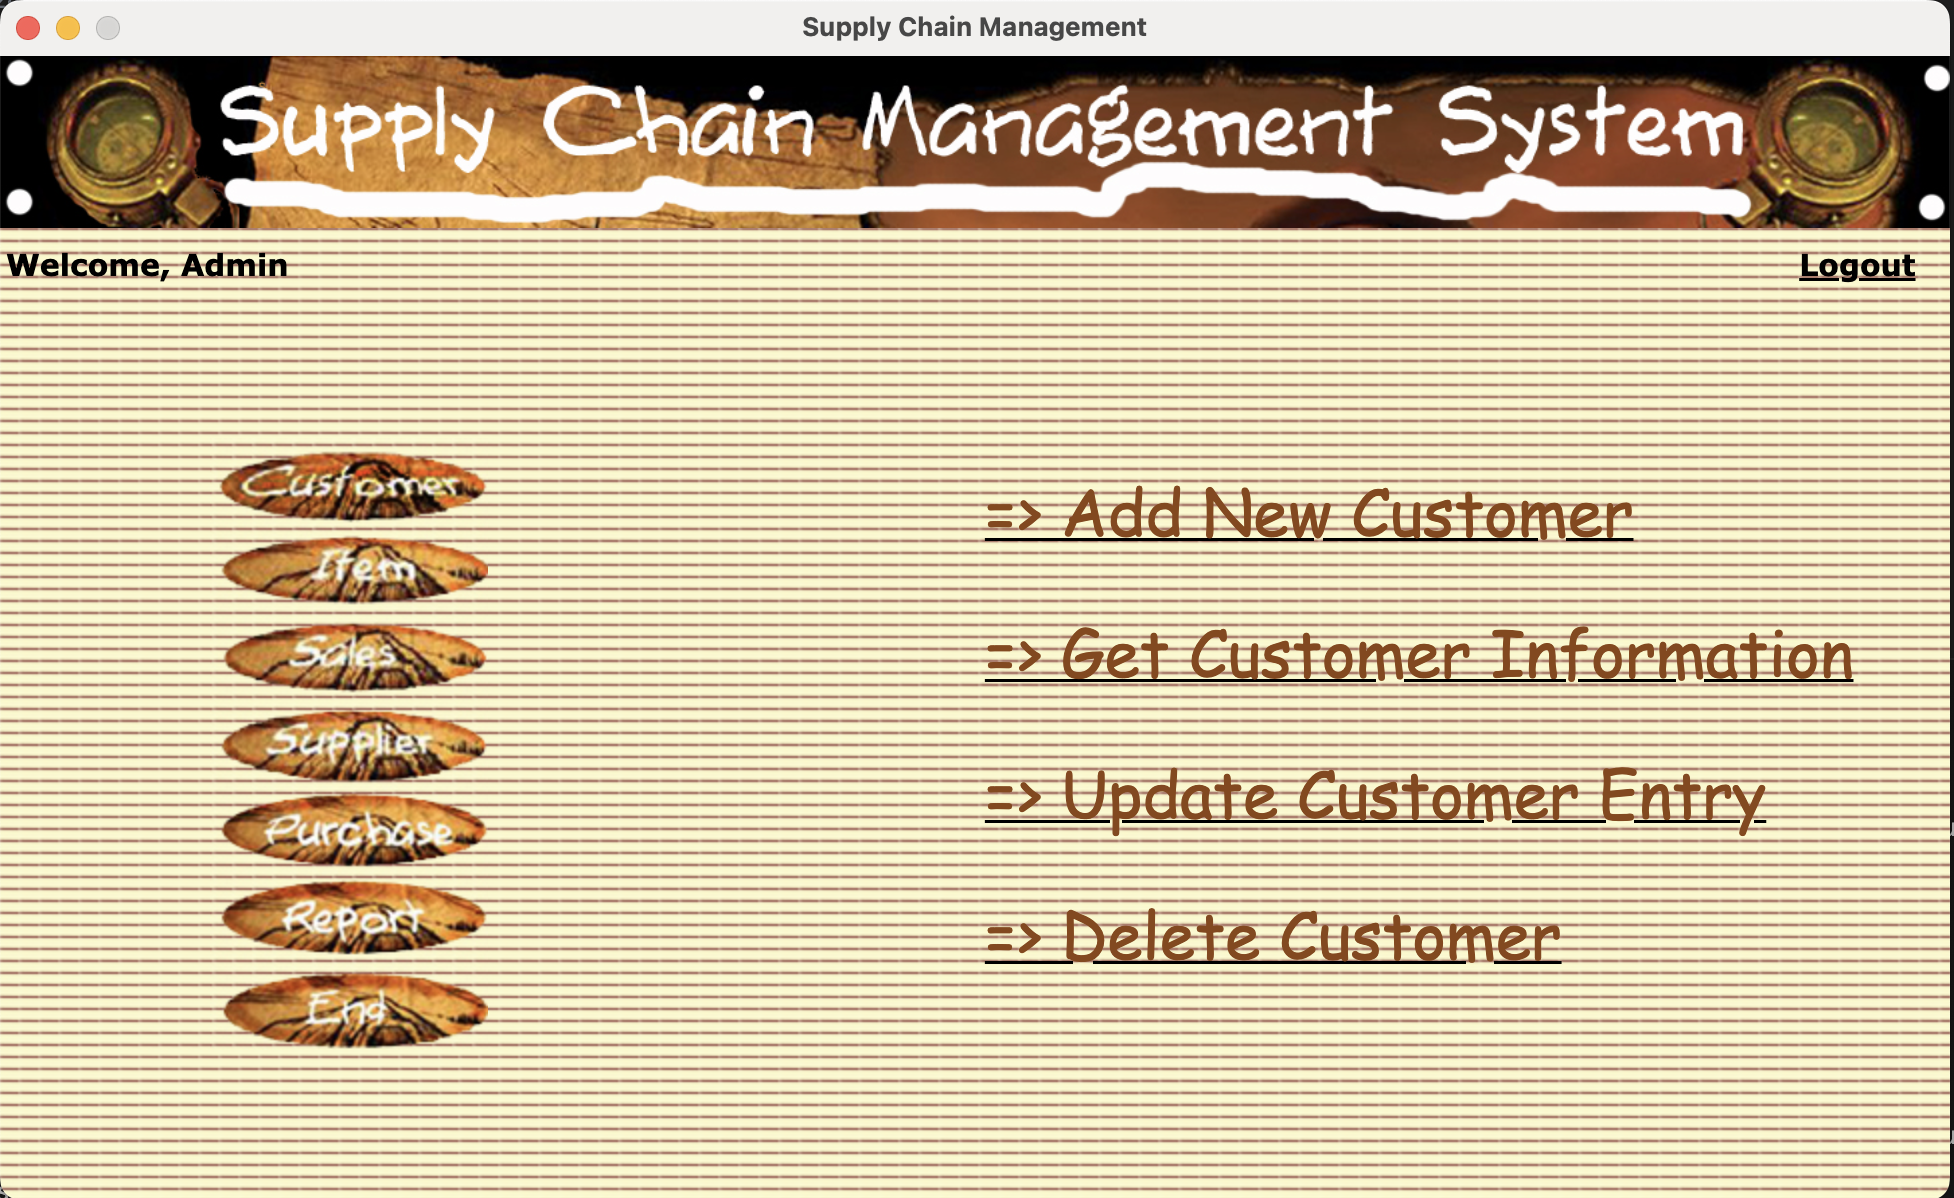 Supply Chain Management
Supply Chain Management System
Welcome, Admin
Logout
Customer
Item
Sales
Supplier
Purchase
Report
End
=> Add New Customer
=> Get Customer Information
=> Update Customer Entry
=> Delete Customer